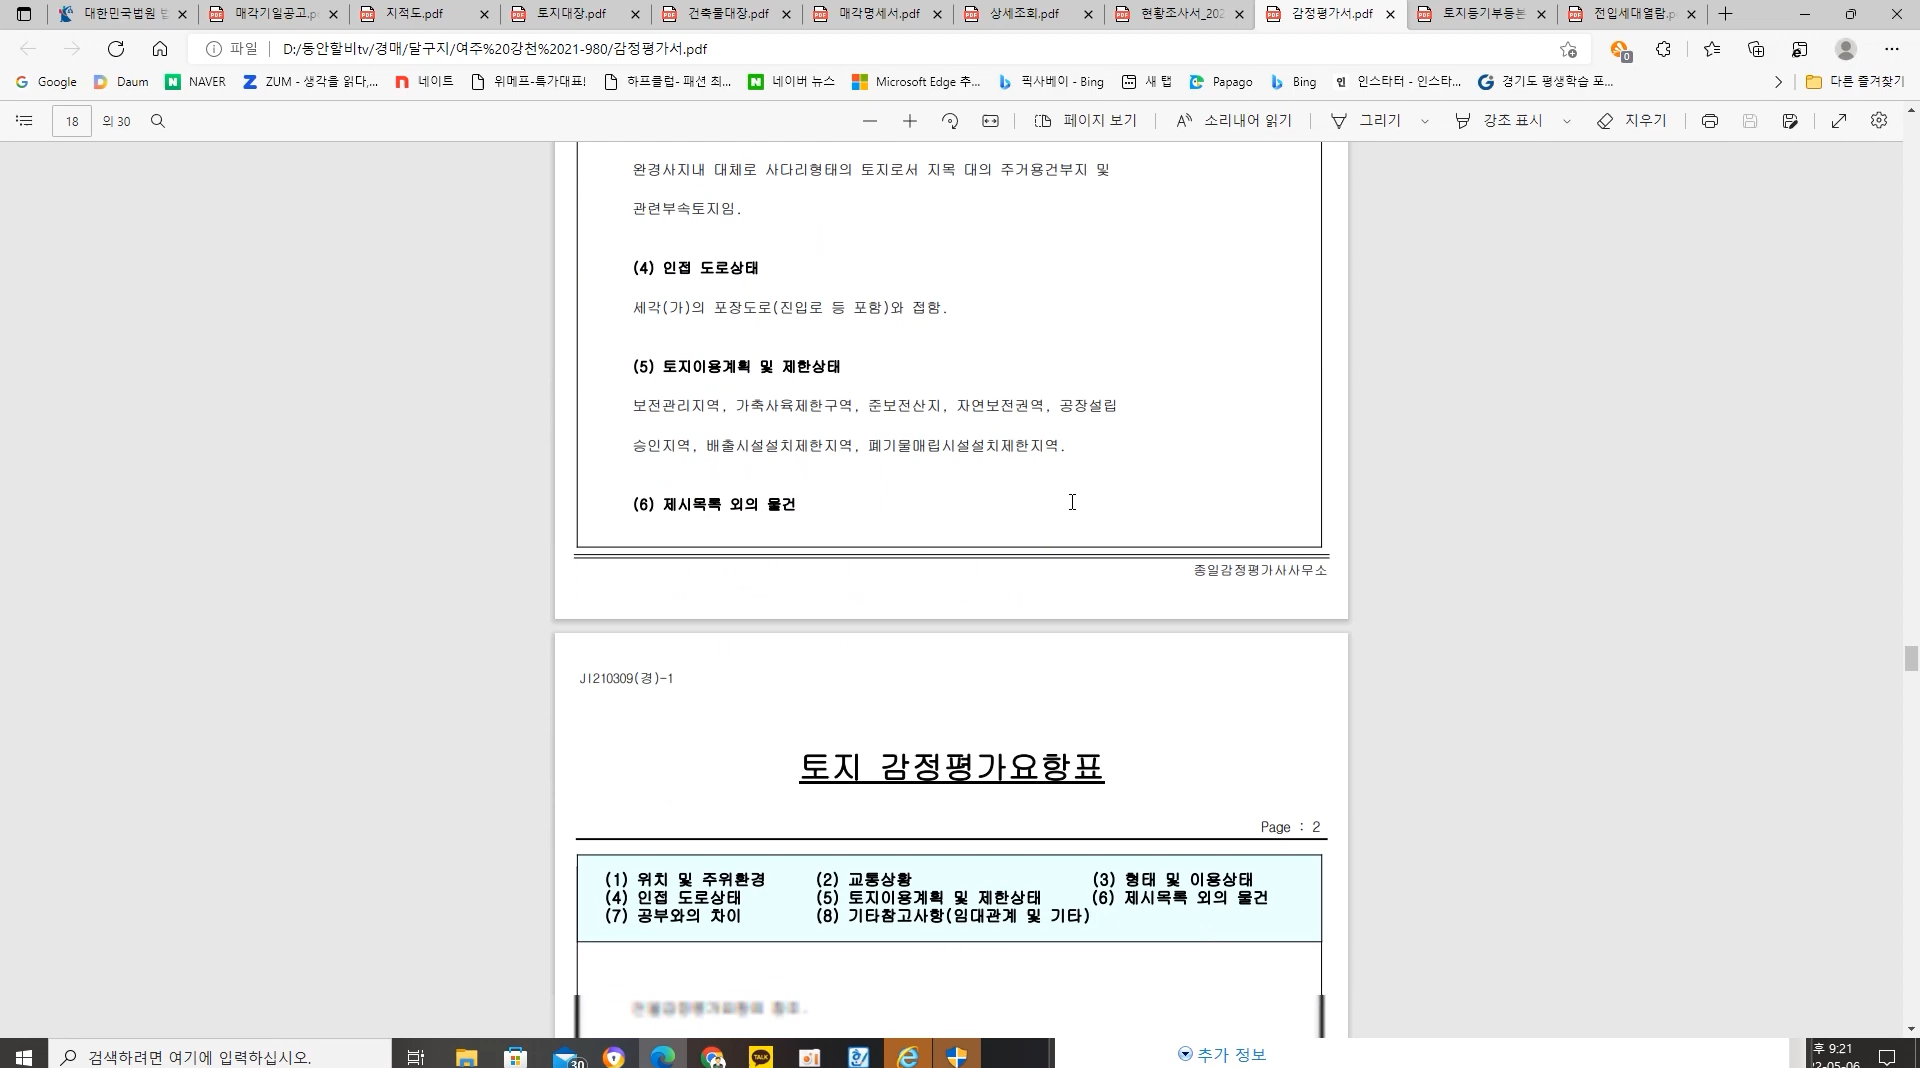 대한민국법원 법
매각기일공고.p
지적도.pdf
토지대장.pdf
건축물대장.pdf
매각명세서.pdf
상세조회.pdf
현황조사서_202
감정평가서.pdf
토지등기부등본
전입세대열람.p
파일 D:/동안할비tv/경매/달구지/여주%20강천%2021-980/감정평가서.pdf
Google Daum NAVER ZUM - 생각을 읽다,... 네이트 위메프-특가대표! 하프클럽- 패션 최... 네이버 뉴스 Microsoft Edge 추... 픽사베이 - Bing 새 탭 Papago Bing 인스타터 - 인스타... 경기도 평생학습 포... 다른 즐겨찾기
18 의 30 페이지 보기 소리내어 읽기 그리기 강조 표시 지우기
완경사지내 대체로 사다리형태의 토지로서 지목 대의 주거용건부지 및
관련부속토지임.
(4) 인접 도로상태
세각(가)의 포장도로(진입로 등 포함)와 접함.
(5) 토지이용계획 및 제한상태
보전관리지역, 가축사육제한구역, 준보전산지, 자연보전권역, 공장설립
승인지역, 배출시설설치제한지역, 폐기물매립시설설치제한지역.
(6) 제시목록 외의 물건
종일감정평가사사무소
JI210309(경)-1
토지 감정평가요항표
Page : 2
(1) 위치 및 주위환경 (2) 교통상황 (3) 형태 및 이용상태
(4) 인접 도로상태 (5) 토지이용계획 및 제한상태 (6) 제시목록 외의 물건
(7) 공부와의 차이 (8) 기타참고사항(임대관계 및 기타)
검색하려면 여기에 입력하십시오.
30
TALK
추가 정보
후 9:21
2-05-06